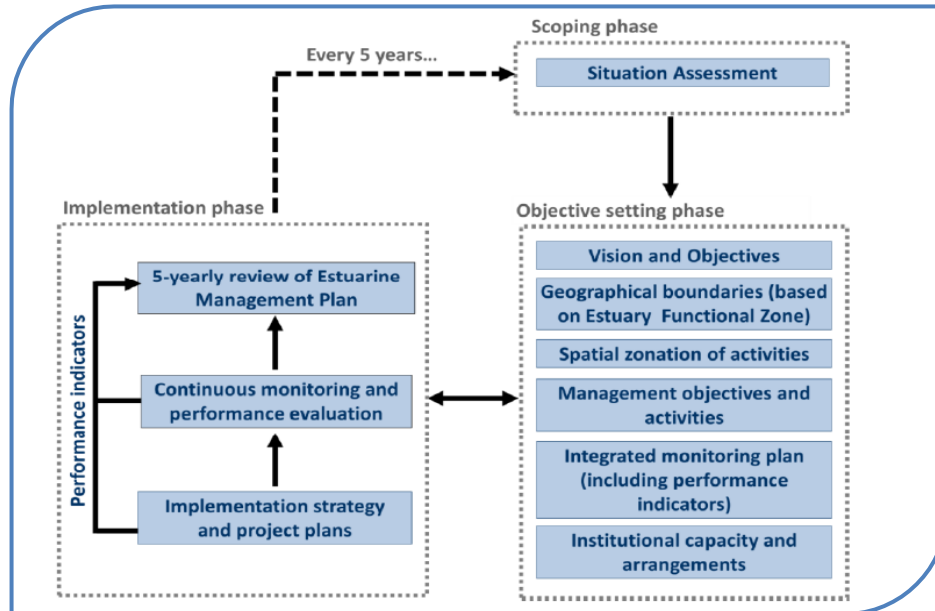 Scoping phase
Every 5 years...
Situation Assessment
Implementation phase
Objective setting phase
Performance indicators
5-yearly review of Estuarine
Management Plan
Continuous monitoring and
performance evaluation
Implementation strategy
and project plans
Vision and Objectives
Geographical boundaries (based
on Estuary Functional Zone)
Spatial zonation of activities
Management objectives and
activities
Integrated monitoring plan
(including performance
indicators)
Institutional capacity and
arrangements